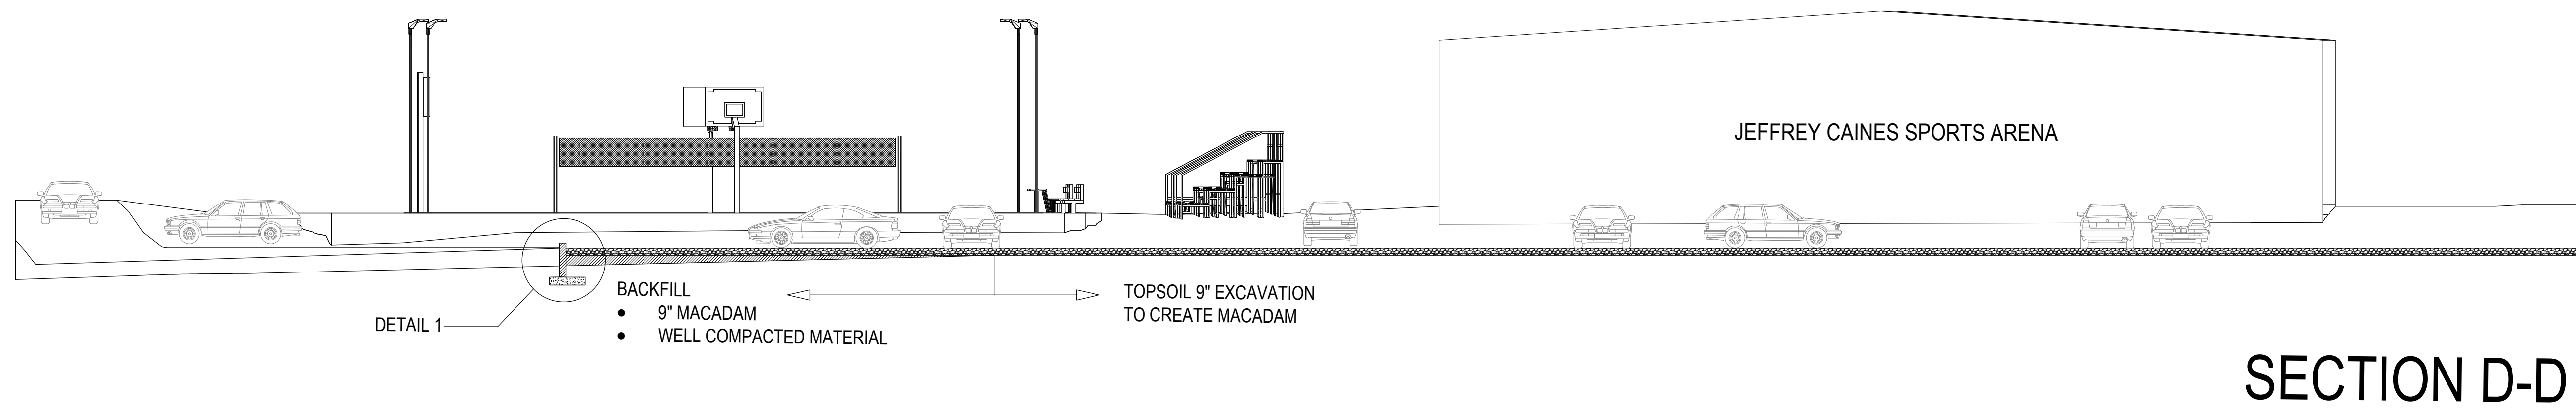 JEFFREY CAINES SPORTS ARENA
BACKFILL
● 9" MACADAM
● WELL COMPACTED MATERIAL
TOPSOIL 9" EXCAVATION
TO CREATE MACADAM
DETAIL 1
SECTION D-D